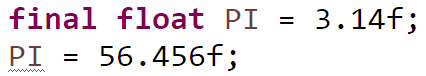 final float PI = 3.14f;
PI = 56.456f;